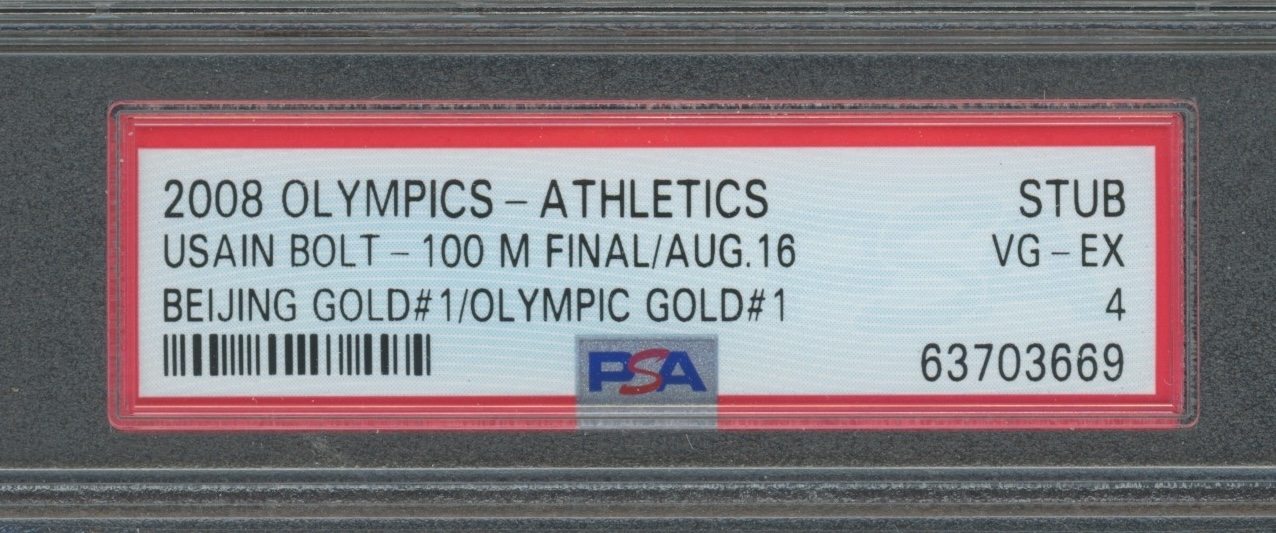 2008 OLYMPICS – ATHLETICS STUB
USAIN BOLT – 100 M FINAL/AUG.16 VG – EX
BEIJING GOLD#1/OLYMPIC GOLD#1 4
PSA 63703669